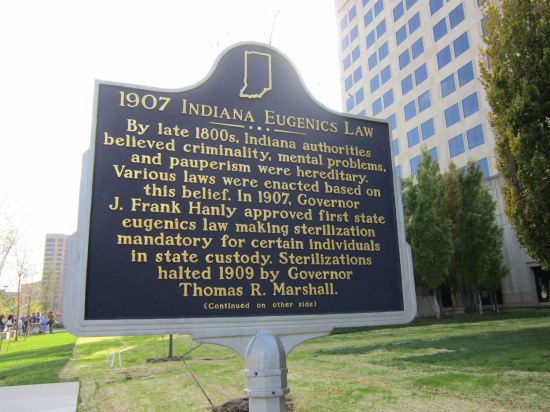 1907 INDIANA EUGENICS LAW
By late 1800s, Indiana authorities
believed criminality, mental problems,
and pauperism were hereditary.
Various laws were enacted based on
this belief. In 1907, Governor
J. Frank Hanly approved first state
eugenics law making sterilization
mandatory for certain individuals
in state custody. Sterilizations
halted 1909 by Governor
Thomas R. Marshall.
(Continued on other side)